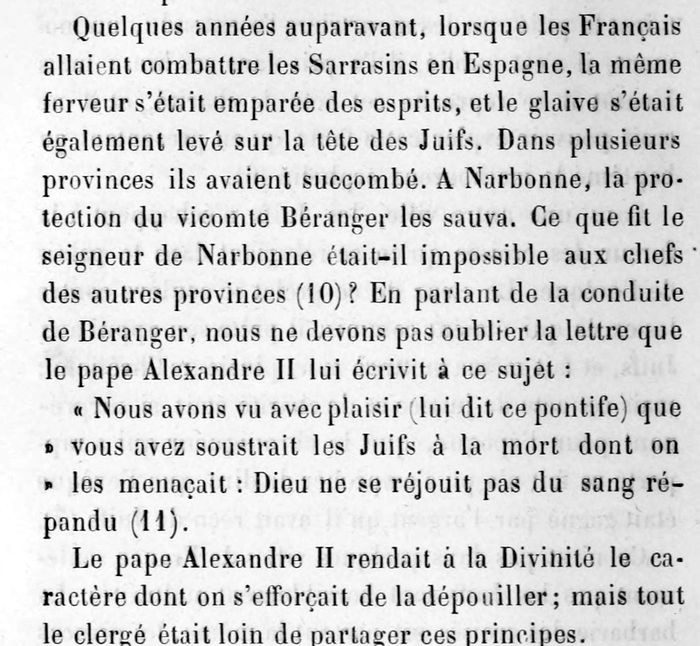 Quelques années auparavant, lorsque les Français
allaient combattre les Sarrasins en Espagne, la même
ferveur s'était emparée des esprits, et le glaive s'était
également levé sur la tête des Juifs. Dans plusieurs
provinces ils avaient succombé. A Narbonne, la pro-
tection du vicomte Béranger les sauva. Ce que fit le
seigneur de Narbonne était-il impossible aux chefs
des autres provinces (10)? En parlant de la conduite
de Béranger, nous ne devons pas oublier la lettre que
le pape Alexandre II lui écrivit à ce sujet :
« Nous avons vu avec plaisir (lui dit ce pontife) que
» vous avez soustrait les Juifs à la mort dont on
» les menaçait : Dieu ne se réjouit pas du sang ré-
pandu (11).
Le pape Alexandre II rendait a la Divinité le ca-
ractère dont on s'efforçait de la dépouiller; mais tout
le clergé était loin de partager ces principes.